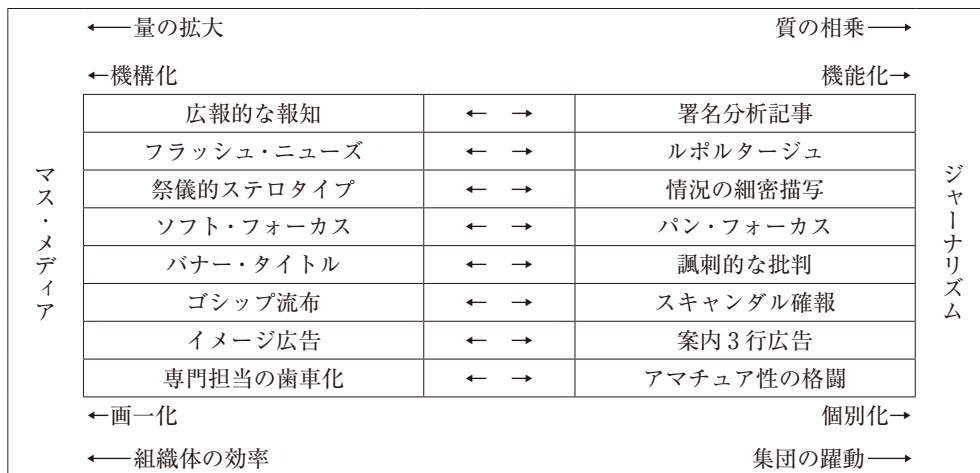 ←量の拡大 質の相乗→
←機構化 機能化→
マス・メディア
広報的な報知 ← → 署名分析記事
フラッシュ・ニューズ ← → ルポルタージュ
祭儀的ステロタイプ ← → 情況の細密描写
ソフト・フォーカス ← → パン・フォーカス
バナー・タイトル ← → 諷刺的な批判
ゴシップ流布 ← → スキャンダル確報
イメージ広告 ← → 案内3行広告
専門担当の歯車化 ← → アマチュア性の格闘
ジャーナリズム
←画一化 個別化→
←組織体の効率 集団の躍動→